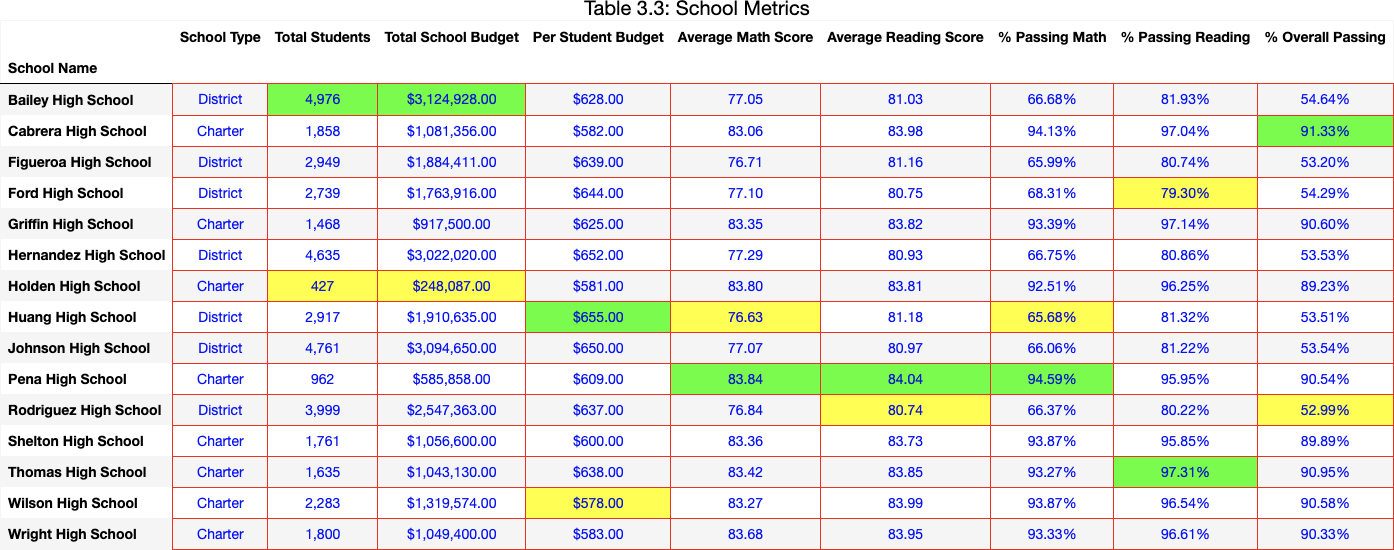 Table 3.3: School Metrics
School Type Total Students Total School Budget Per Student Budget Average Math Score Average Reading Score % Passing Math % Passing Reading % Overall Passing
School Name
Bailey High School District 4,976 $3,124,928.00 $628.00 77.05 81.03 66.68% 81.93% 54.64%
Cabrera High School Charter 1,858 $1,081,356.00 $582.00 83.06 83.98 94.13% 97.04% 91.33%
Figueroa High School District 2,949 $1,884,411.00 $639.00 76.71 81.16 65.99% 80.74% 53.20%
Ford High School District 2,739 $1,763,916.00 $644.00 77.10 80.75 68.31% 79.30% 54.29%
Griffin High School Charter 1,468 $917,500.00 $625.00 83.35 83.82 93.39% 97.14% 90.60%
Hernandez High School District 4,635 $3,022,020.00 $652.00 77.29 80.93 66.75% 80.86% 53.53%
Holden High School Charter 427 $248,087.00 $581.00 83.80 83.81 92.51% 96.25% 89.23%
Huang High School District 2,917 $1,910,635.00 $655.00 76.63 81.18 65.68% 81.32% 53.51%
Johnson High School District 4,761 $3,094,650.00 $650.00 77.07 80.97 66.06% 81.22% 53.54%
Pena High School Charter 962 $585,858.00 $609.00 83.84 84.04 94.59% 95.95% 90.54%
Rodriguez High School District 3,999 $2,547,363.00 $637.00 76.84 80.74 66.37% 80.22% 52.99%
Shelton High School Charter 1,761 $1,056,600.00 $600.00 83.36 83.73 93.87% 95.85% 89.89%
Thomas High School Charter 1,635 $1,043,130.00 $638.00 83.42 83.85 93.27% 97.31% 90.95%
Wilson High School Charter 2,283 $1,319,574.00 $578.00 83.27 83.99 93.87% 96.54% 90.58%
Wright High School Charter 1,800 $1,049,400.00 $583.00 83.68 83.95 93.33% 96.61% 90.33%